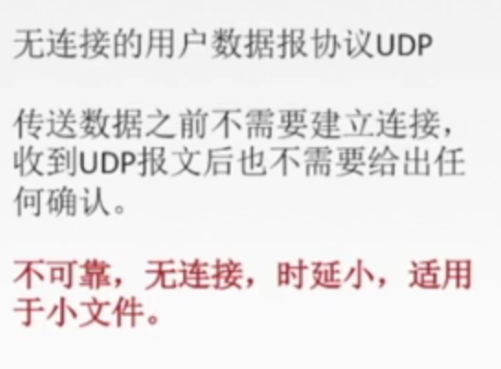 无连接的用户数据报协议UDP
传送数据之前不需要建立连接，
收到UDP报文后也不需要给出任
何确认。
不可靠，无连接，时延小，适用
于小文件。